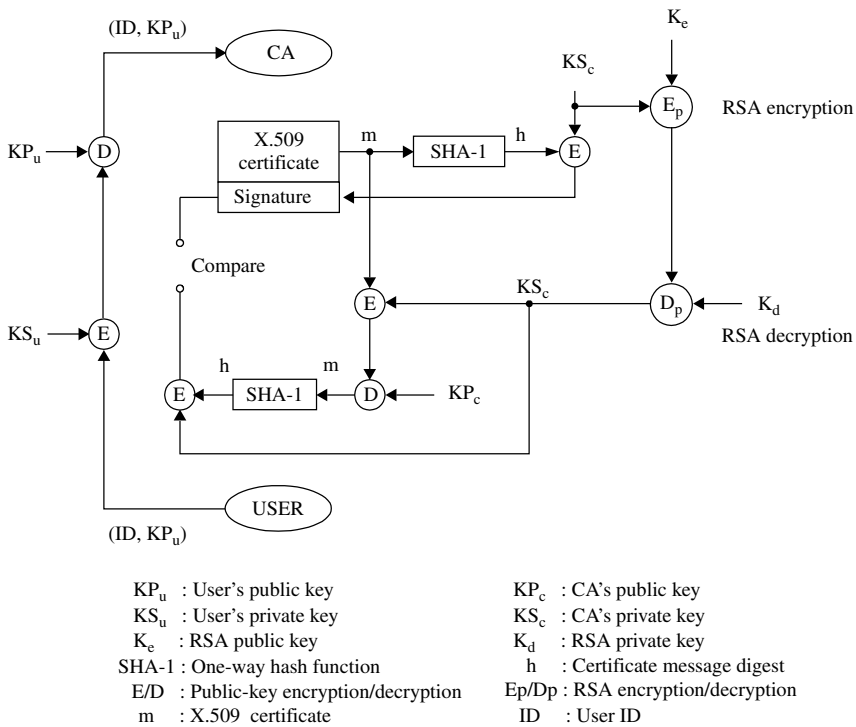 (ID, KPu)
CA
Ke
KSc
Ep
RSA encryption
KPu
D
X.509
certificate
m
SHA-1
h
E
Signature
Compare
KSc
E
Dp
Kd
RSA decryption
KSu
E
h
m
E
SHA-1
D
KPc
USER
(ID, KPu)
KPu : User's public key
KSu : User's private key
Ke : RSA public key
SHA-1 : One-way hash function
E/D : Public-key encryption/decryption
m : X.509 certificate
KPc : CA's public key
KSc : CA's private key
Kd : RSA private key
h : Certificate message digest
Ep/Dp : RSA encryption/decryption
ID : User ID